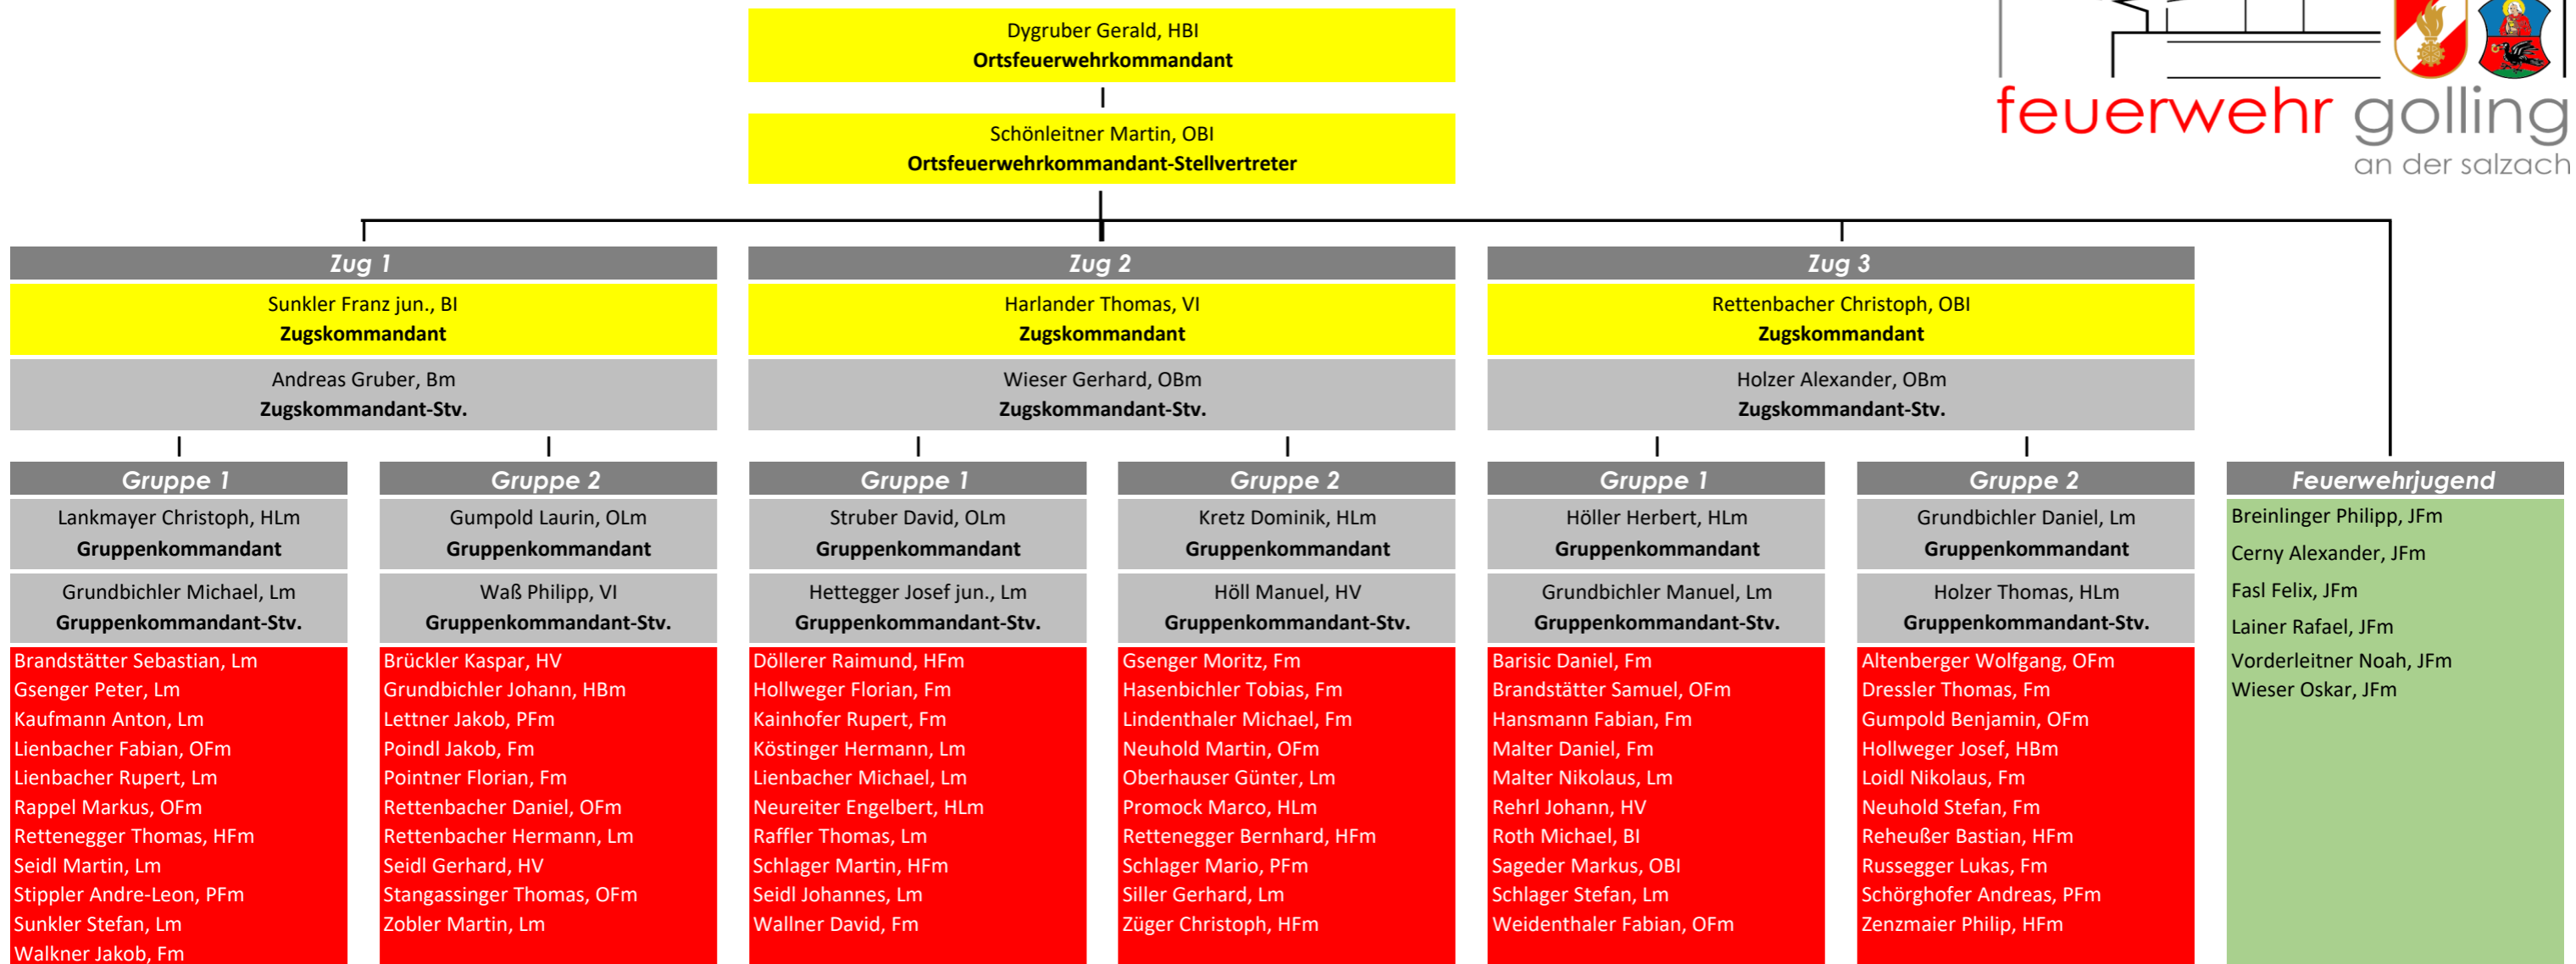 Dygruber Gerald, HBI
Ortsfeuerwehrkommandant
Schönleitner Martin, OBI
Ortsfeuerwehrkommandant-Stellvertreter
feuerwehr golling
an der salzach
Zug 1
Sunkler Franz jun., BI
Zugskommandant
Andreas Gruber, Bm
Zugskommandant-Stv.
Gruppe 1
Lankmayer Christoph, HLm
Gruppenkommandant
Grundbichler Michael, Lm
Gruppenkommandant-Stv.
Brandstätter Sebastian, Lm
Gsenger Peter, Lm
Kaufmann Anton, Lm
Lienbacher Fabian, OFm
Lienbacher Rupert, Lm
Rappel Markus, OFm
Rettenegger Thomas, HFm
Seidl Martin, Lm
Stippler Andre-Leon, PFm
Sunkler Stefan, Lm
Walkner Jakob, Fm
Gruppe 2
Gumpold Laurin, OLm
Gruppenkommandant
Waß Philipp, VI
Gruppenkommandant-Stv.
Brückler Kaspar, HV
Grundbichler Johann, HBm
Lettner Jakob, PFm
Poindl Jakob, Fm
Pointner Florian, Fm
Rettenbacher Daniel, OFm
Rettenbacher Hermann, Lm
Seidl Gerhard, HV
Stangassinger Thomas, OFm
Zobler Martin, Lm
Zug 2
Harlander Thomas, VI
Zugskommandant
Wieser Gerhard, OBm
Zugskommandant-Stv.
Gruppe 1
Struber David, OLm
Gruppenkommandant
Hettegger Josef jun., Lm
Gruppenkommandant-Stv.
Döllerer Raimund, HFm
Hollweger Florian, Fm
Kainhofer Rupert, Fm
Köstinger Hermann, Lm
Lienbacher Michael, Lm
Neureiter Engelbert, HLm
Raffler Thomas, Lm
Schlager Martin, HFm
Seidl Johannes, Lm
Wallner David, Fm
Gruppe 2
Kretz Dominik, HLm
Gruppenkommandant
Höll Manuel, HV
Gruppenkommandant-Stv.
Gsenger Moritz, Fm
Hasenbichler Tobias, Fm
Lindenthaler Michael, Fm
Neuhold Martin, OFm
Oberhauser Günter, Lm
Promock Marco, HLm
Rettenegger Bernhard, HFm
Schlager Mario, PFm
Siller Gerhard, Lm
Züger Christoph, HFm
Zug 3
Rettenbacher Christoph, OBI
Zugskommandant
Holzer Alexander, OBm
Zugskommandant-Stv.
Gruppe 1
Höller Herbert, HLm
Gruppenkommandant
Grundbichler Manuel, Lm
Gruppenkommandant-Stv.
Barisic Daniel, Fm
Brandstätter Samuel, OFm
Hansmann Fabian, Fm
Malter Daniel, Fm
Malter Nikolaus, Lm
Rehrl Johann, HV
Roth Michael, BI
Sageder Markus, OBI
Schlager Stefan, Lm
Weidenthaler Fabian, OFm
Gruppe 2
Grundbichler Daniel, Lm
Gruppenkommandant
Holzer Thomas, HLm
Gruppenkommandant-Stv.
Altenberger Wolfgang, OFm
Dressler Thomas, Fm
Gumpold Benjamin, OFm
Hollweger Josef, HBm
Loidl Nikolaus, Fm
Neuhold Stefan, Fm
Reheußer Bastian, HFm
Russegger Lukas, Fm
Schörghofer Andreas, PFm
Zenzmaier Philip, HFm
Feuerwehrjugend
Breinlinger Philipp, JFm
Cerny Alexander, JFm
Fasl Felix, JFm
Lainer Rafael, JFm
Vorderleitner Noah, JFm
Wieser Oskar, JFm